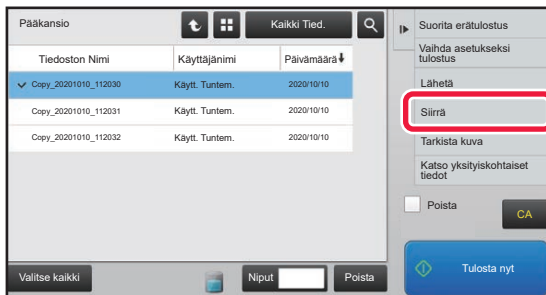 Pääkansio
Kaikki Tied.
Tiedoston Nimi Käyttäjänimi Päivämäärä
Copy_20201010_112030 Käytt. Tuntem. 2020/10/10
Copy_20201010_112031 Käytt. Tuntem. 2020/10/10
Copy_20201010_112032 Käytt. Tuntem. 2020/10/10
Valitse kaikki
Niput
Poista
Suorita erätulostus
Vaihda asetukseksi
tulostus
Lähetä
Siirrä
Tarkista kuva
Katso yksityiskohtaiset
tiedot
Poista
CA
Tulosta nyt